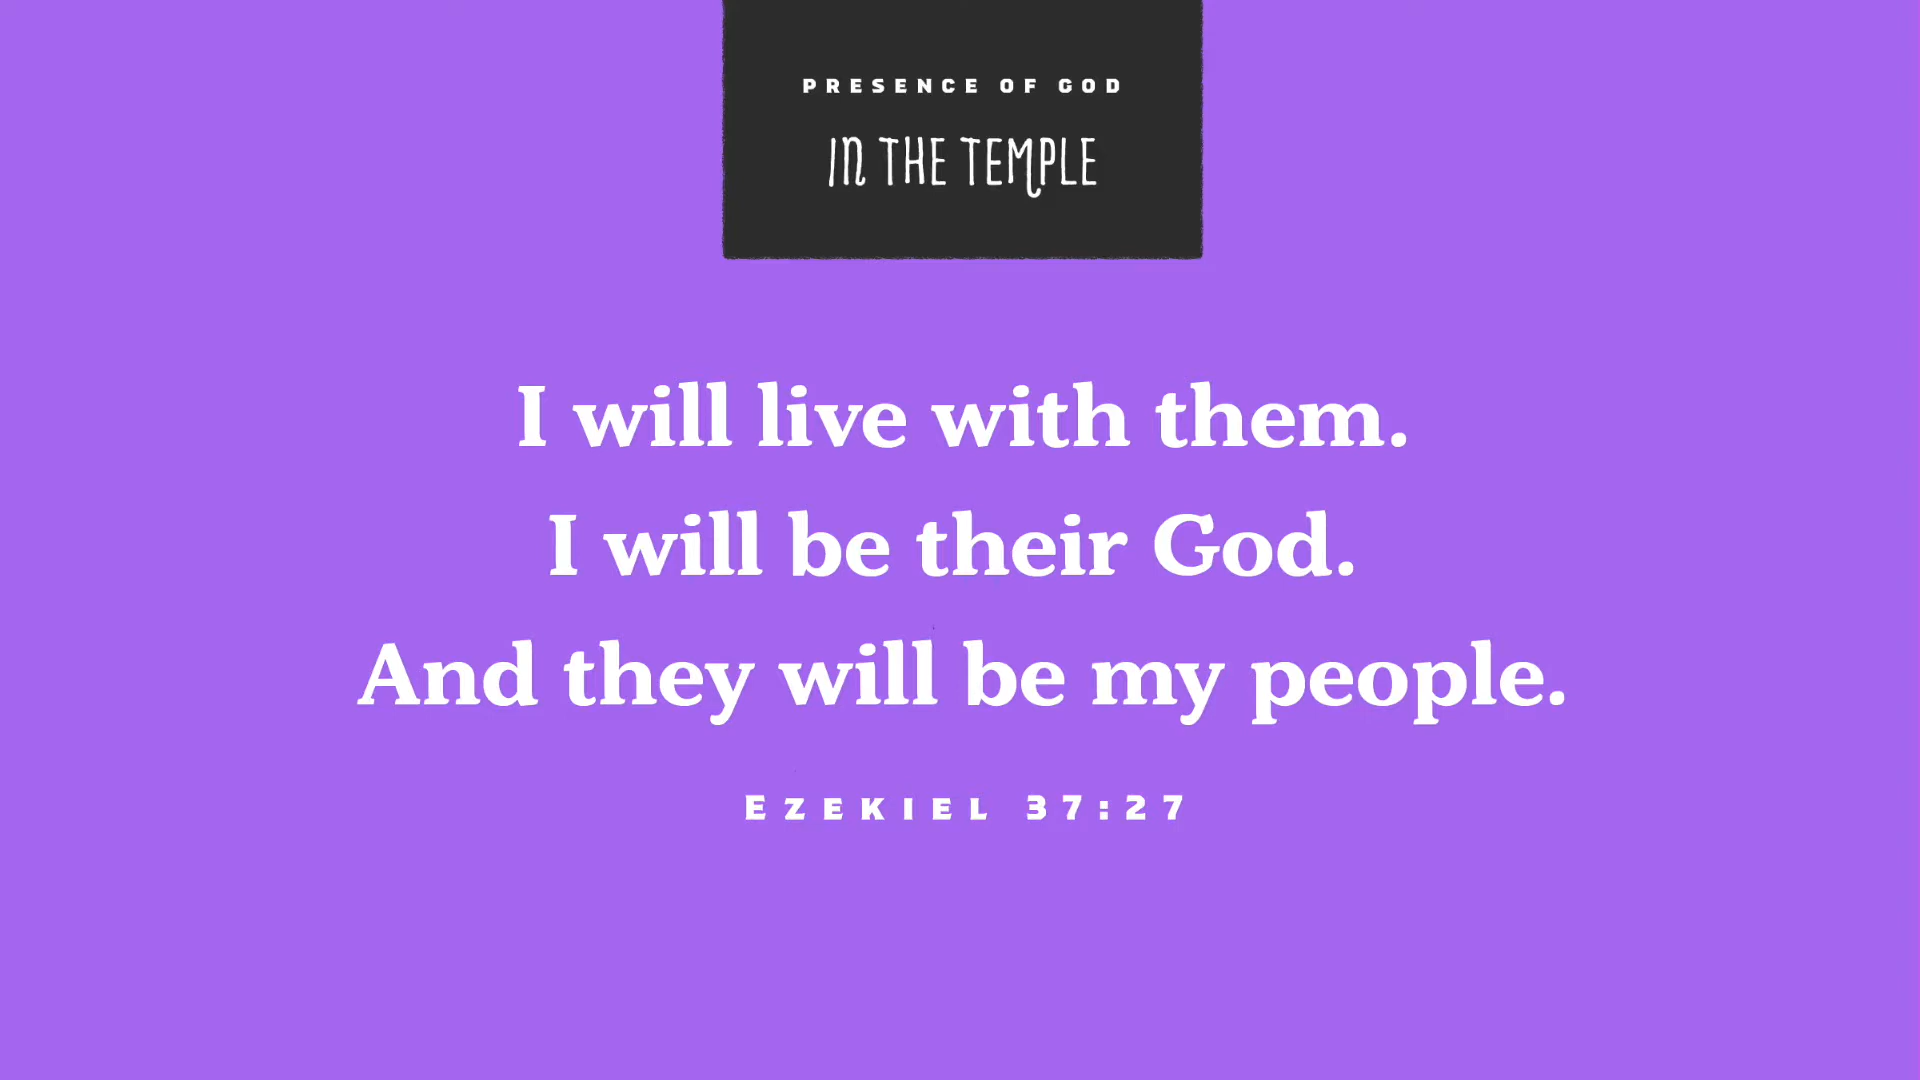 PRESENCE OF GOD
IN THE TEMPLE
I will live with them.
I will be their God.
And they will be my people.
EZEKIEL 37:27